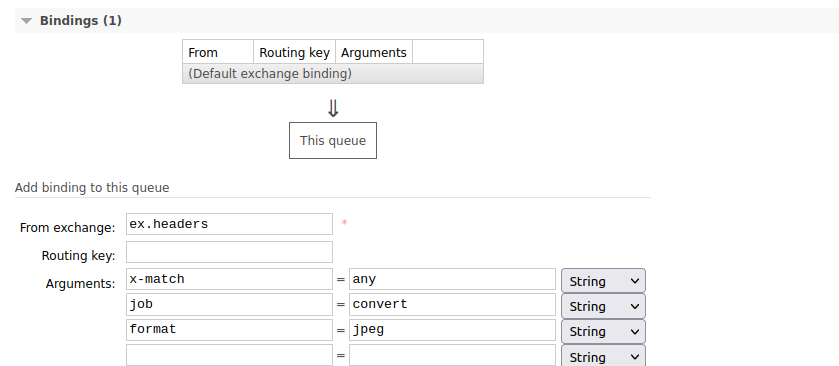 Bindings (1)
From Routing key Arguments
(Default exchange binding)
⇓
This queue
Add binding to this queue
From exchange: ex.headers *
Routing key:
Arguments: x-match = any String
job = convert String
format = jpeg String
= String